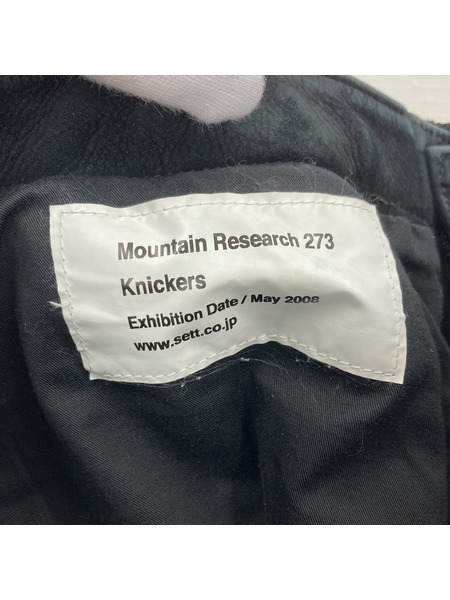 Mountain Research 273
Knickers
Exhibition Date / May 2008
www.sett.co.jp